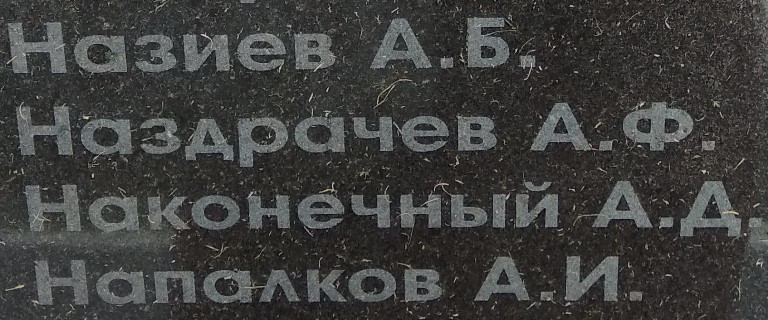 Назиев А.Б.
Наздрачев А.Ф.
Наконечный А.Д.
Напалков А.И.